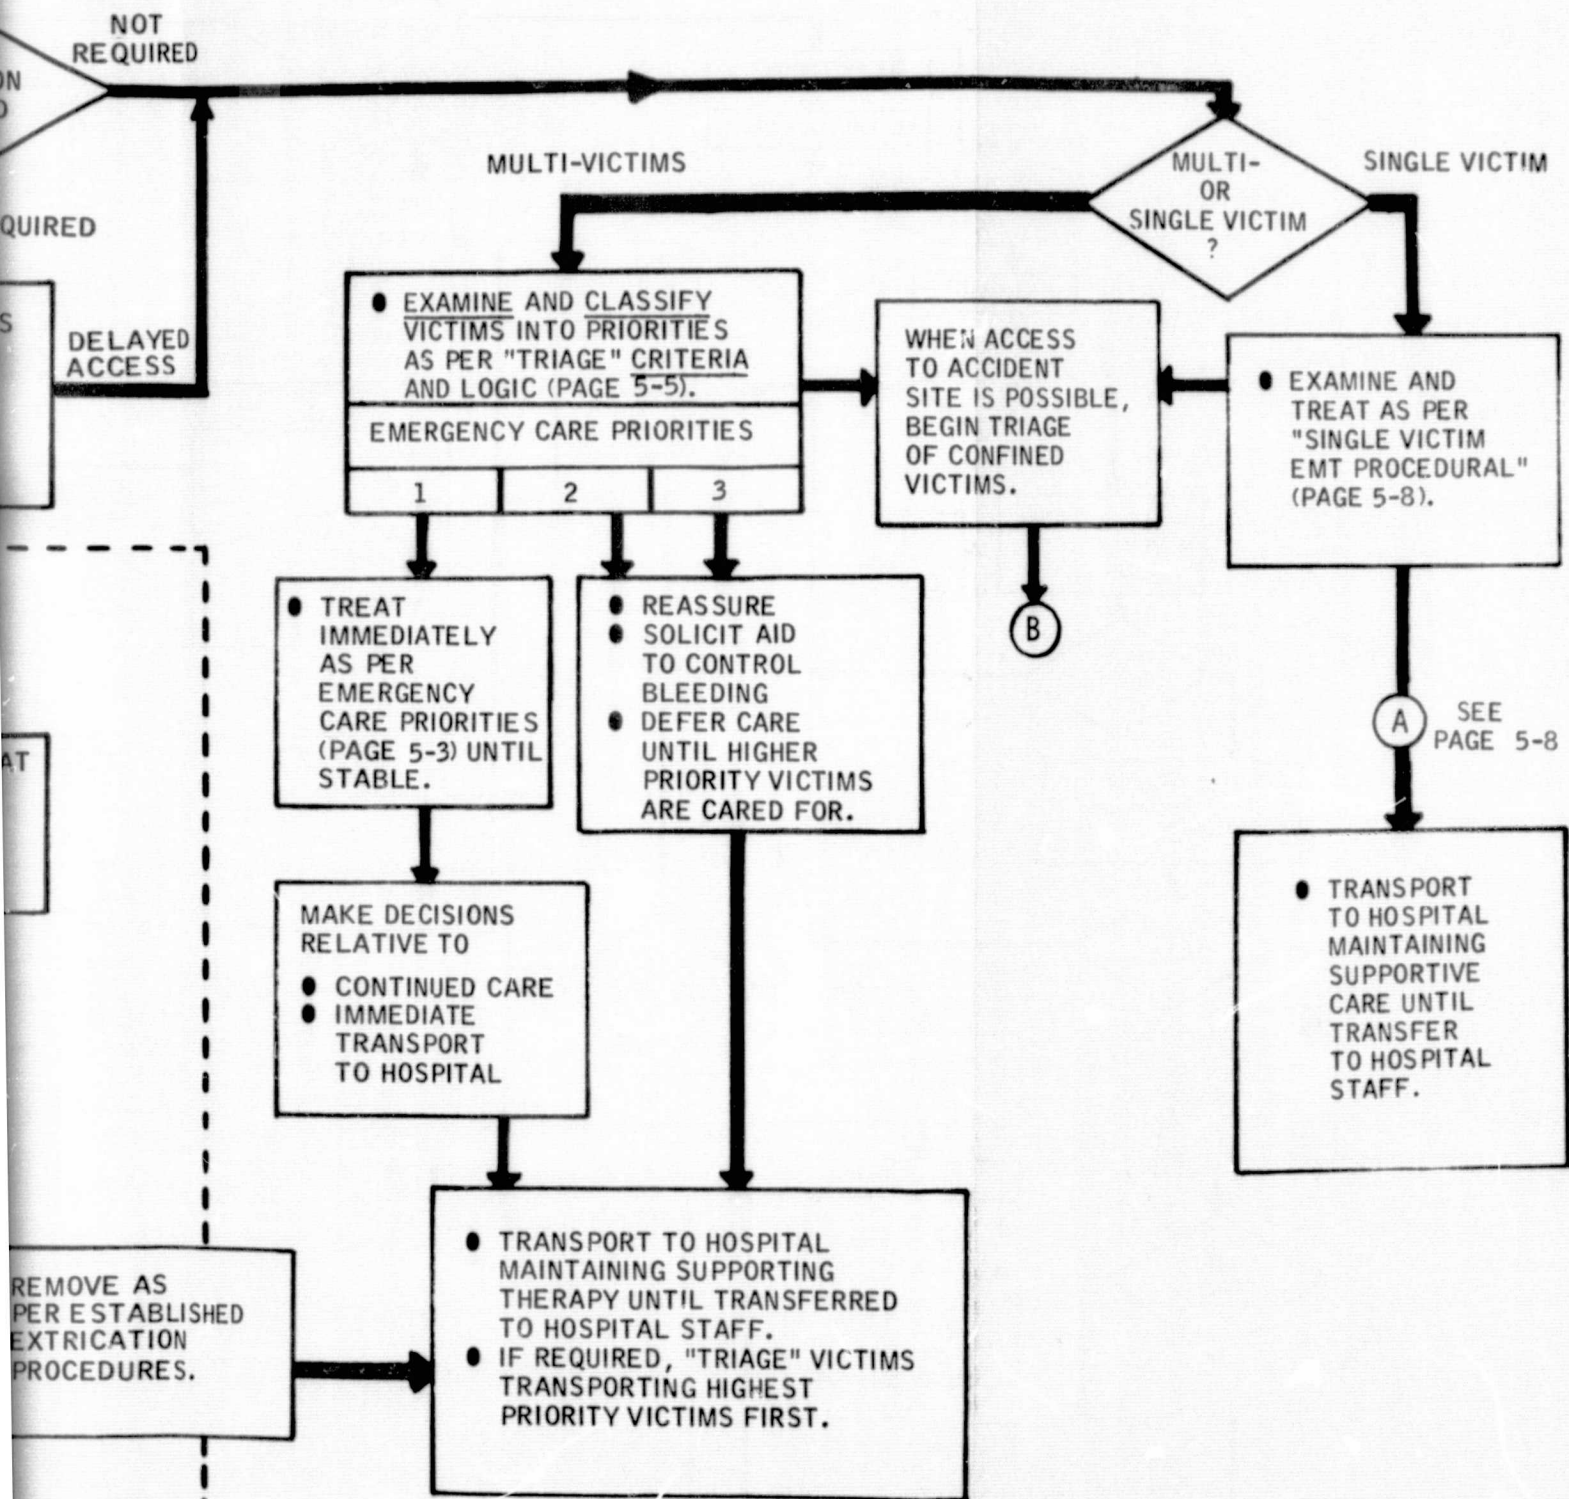 NOT
REQUIRED
ON
MULTI-VICTIMS
MULTI-
OR
SINGLE VICTIM
?
SINGLE VICTIM
QUIRED
S
DELAYED
ACCESS
● EXAMINE AND CLASSIFY
VICTIMS INTO PRIORITIES
AS PER "TRIAGE" CRITERIA
AND LOGIC (PAGE 5-5).
EMERGENCY CARE PRIORITIES
1 2 3
WHEN ACCESS
TO ACCIDENT
SITE IS POSSIBLE,
BEGIN TRIAGE
OF CONFINED
VICTIMS.
● EXAMINE AND
TREAT AS PER
"SINGLE VICTIM
EMT PROCEDURAL"
(PAGE 5-8).
● TREAT
IMMEDIATELY
AS PER
EMERGENCY
CARE PRIORITIES
(PAGE 5-3) UNTIL
STABLE.
● REASSURE
● SOLICIT AID
TO CONTROL
BLEEDING
● DEFER CARE
UNTIL HIGHER
PRIORITY VICTIMS
ARE CARED FOR.
B
A
SEE
PAGE 5-8
AT
MAKE DECISIONS
RELATIVE TO
● CONTINUED CARE
● IMMEDIATE
TRANSPORT
TO HOSPITAL
● TRANSPORT
TO HOSPITAL
MAINTAINING
SUPPORTIVE
CARE UNTIL
TRANSFER
TO HOSPITAL
STAFF.
REMOVE AS
PER ESTABLISHED
EXTRICATION
PROCEDURES.
● TRANSPORT TO HOSPITAL
MAINTAINING SUPPORTING
THERAPY UNTIL TRANSFERRED
TO HOSPITAL STAFF.
● IF REQUIRED, "TRIAGE" VICTIMS
TRANSPORTING HIGHEST
PRIORITY VICTIMS FIRST.